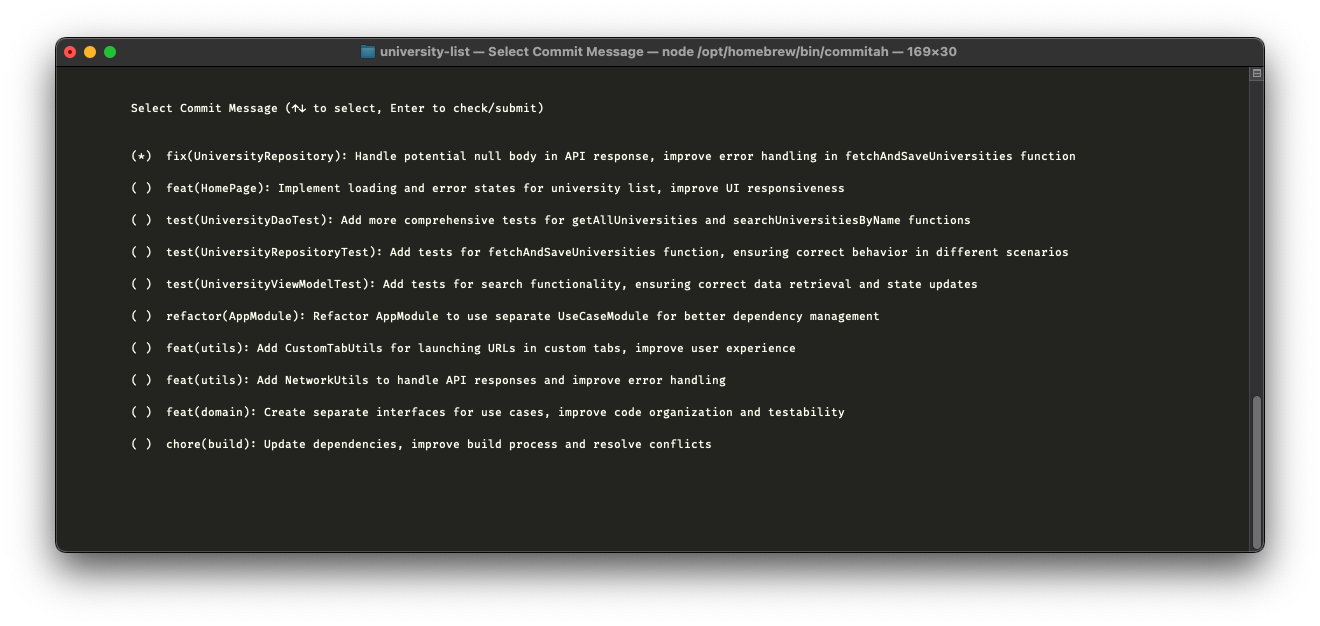 university-list — Select Commit Message — node /opt/homebrew/bin/commitah — 169×30
Select Commit Message (↑↓ to select, Enter to check/submit)
(*) fix(UniversityRepository): Handle potential null body in API response, improve error handling in fetchAndSaveUniversities function
( ) feat(HomePage): Implement loading and error states for university list, improve UI responsiveness
( ) test(UniversityDaoTest): Add more comprehensive tests for getAllUniversities and searchUniversitiesByName functions
( ) test(UniversityRepositoryTest): Add tests for fetchAndSaveUniversities function, ensuring correct behavior in different scenarios
( ) test(UniversityViewModelTest): Add tests for search functionality, ensuring correct data retrieval and state updates
( ) refactor(AppModule): Refactor AppModule to use separate UseCaseModule for better dependency management
( ) feat(utils): Add CustomTabUtils for launching URLs in custom tabs, improve user experience
( ) feat(utils): Add NetworkUtils to handle API responses and improve error handling
( ) feat(domain): Create separate interfaces for use cases, improve code organization and testability
( ) chore(build): Update dependencies, improve build process and resolve conflicts